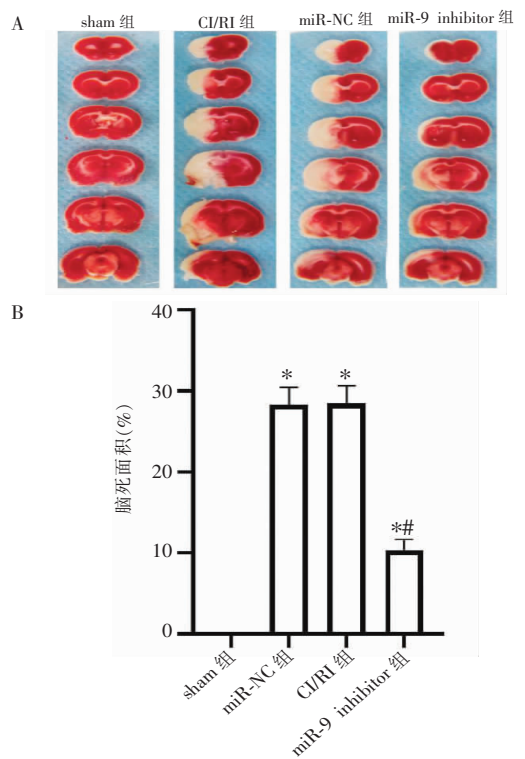 A
sham 组
CI/RI 组
miR-NC 组
miR-9 inhibitor 组
B
脑死面积(%)
40
30
20
10
0
*
*
*#
sham 组
miR-NC 组
CI/RI 组
miR-9 inhibitor 组